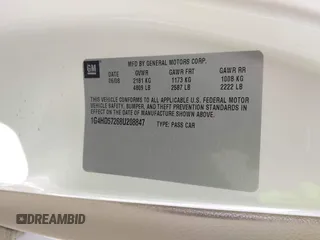 GM
MFD BY GENERAL MOTORS CORP.
DATE GVWR GAWR FRT GAWR RR
06/08 2181 KG 1173 KG 1008 KG
4809 LB 2587 LB 2222 LB
THIS VEHICLE CONFORMS TO ALL APPLICABLE U.S. FEDERAL MOTOR
VEHICLE SAFETY, BUMPER, AND THEFT PREVENTION STANDARDS IN
EFFECT ON THE DATE OF MANUFACTURE SHOWN ABOVE.
1G4HD57268U208847 TYPE: PASS CAR
DREAMBID